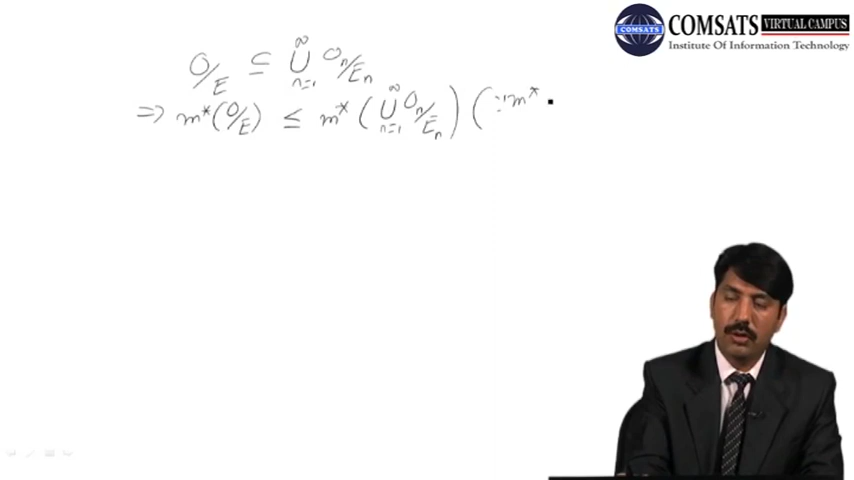 COMSATS VIRTUAL CAMPUS
Institute Of Information Technology
O/E ⊆ ⋃_{n=1}^{∞} O_n/E_n
⇒ m*(O/E) ≤ m*(⋃_{n=1}^{∞} O_n/E_n) (∵ m*